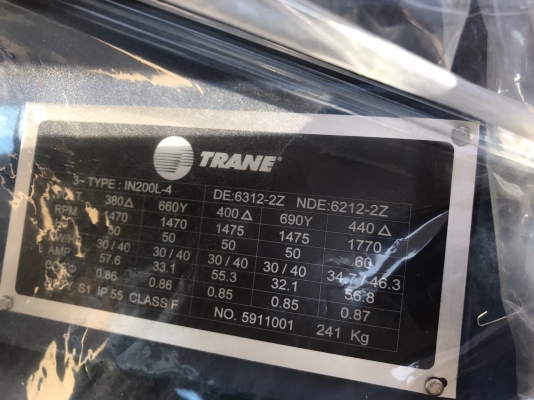 TRANE
TYPE : IN200L-4 DE:6312-2Z NDE:6212-2Z
380 Δ 660Y 400 Δ 690Y 440 Δ
RPM 1470 1470 1475 1475 1770
50 50 50 50 60
30 / 40 30 / 40 30 / 40 30 / 40 34.7 / 46.3
AMP 57.6 33.1 55.3 32.1 56.8
0.86 0.86 0.85 0.85 0.87
S1 IP 55 CLASS F NO. 5911001 241 Kg